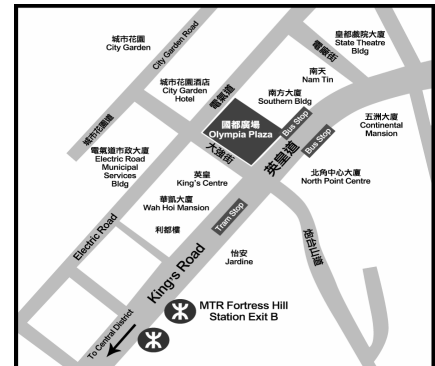 城市花園
City Garden
City Garden Road
皇都戲院大廈
State Theatre
Bldg
電廠街
電氣道
南天
Nam Tin
城市花園酒店
City Garden
Hotel
南方大廈
Southern Bldg
五洲大廈
Continental
Mansion
國都廣場
Olympia Plaza
Bus Stop
Bus Stop
城市花園道
大強街
英皇道
電氣道市政大廈
Electric Road
Municipal
Services
Bldg
英皇
King's Centre
北角中心大廈
North Point Centre
華凱大廈
Wah Hoi Mansion
Tram Stop
利都樓
炮台山道
Electric Road
King's Road
怡安
Jardine
MTR Fortress Hill
Station Exit B
To Central District